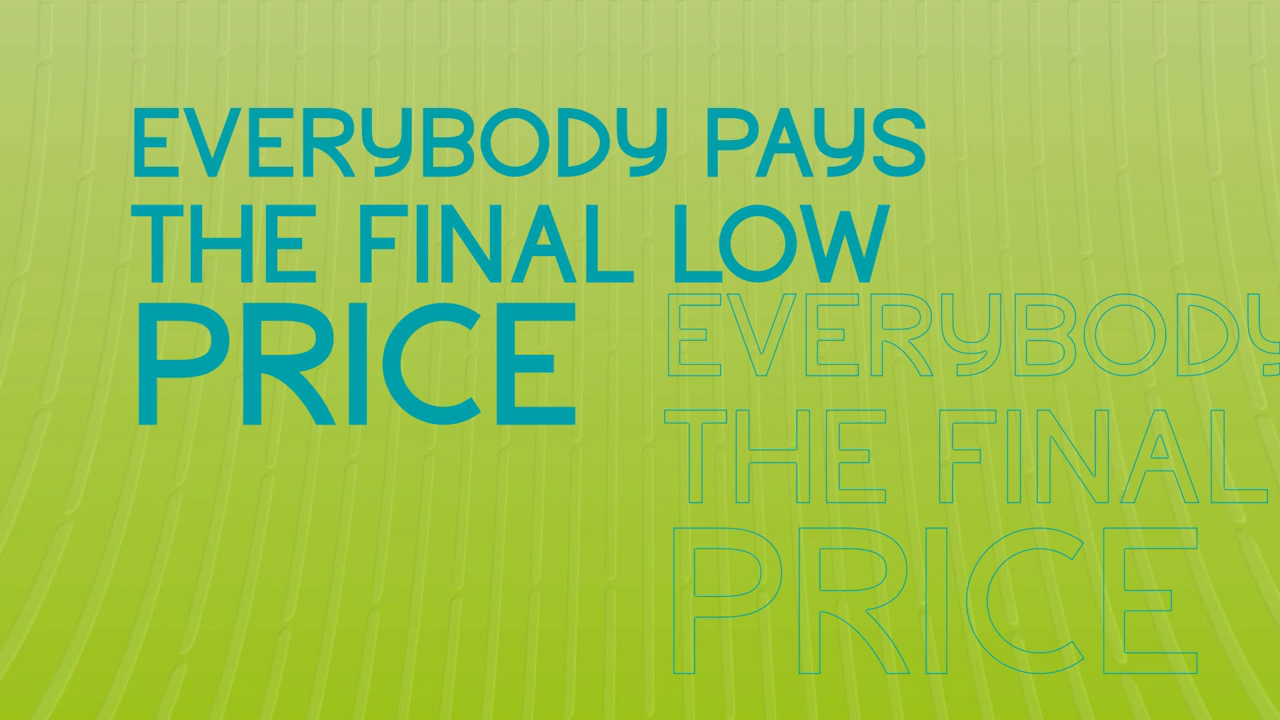 EVERYBODY PAYS
THE FINAL LOW
PRICE
EVERYBODY
THE FINAL
PRICE